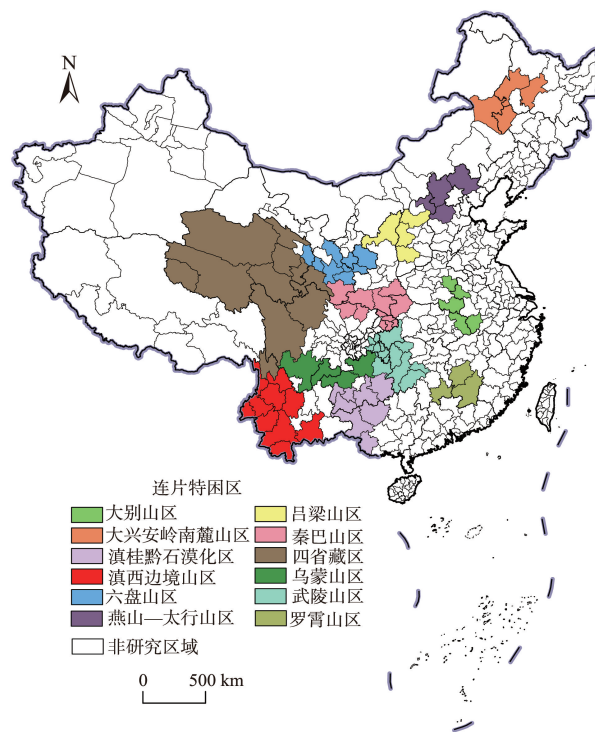 N
连片特困区
大别山区 吕梁山区
大兴安岭南麓山区 秦巴山区
滇桂黔石漠化区 四省藏区
滇西边境山区 乌蒙山区
六盘山区 武陵山区
燕山—太行山区 罗霄山区
非研究区域
0 500 km